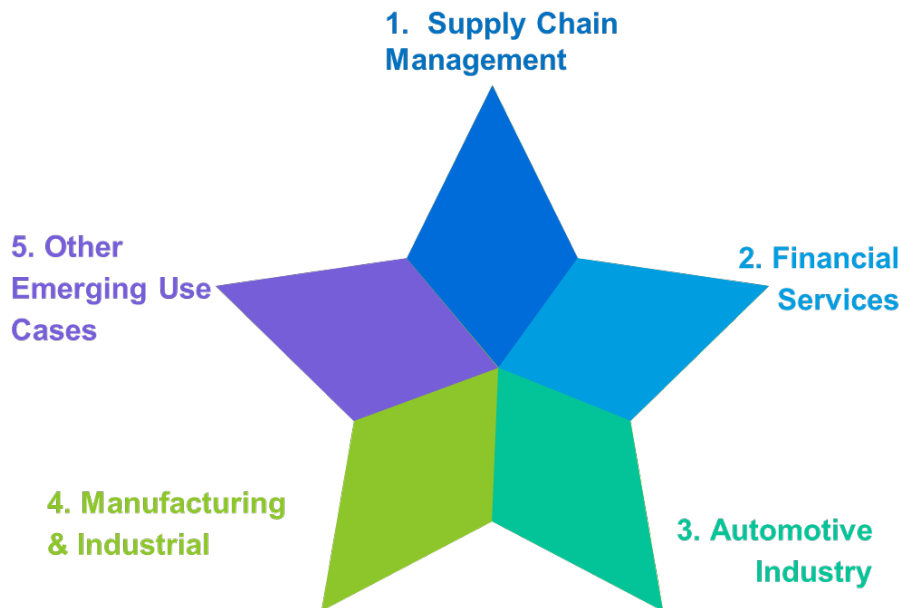 1. Supply Chain
Management
2. Financial
Services
3. Automotive
Industry
4. Manufacturing
& Industrial
5. Other
Emerging Use
Cases